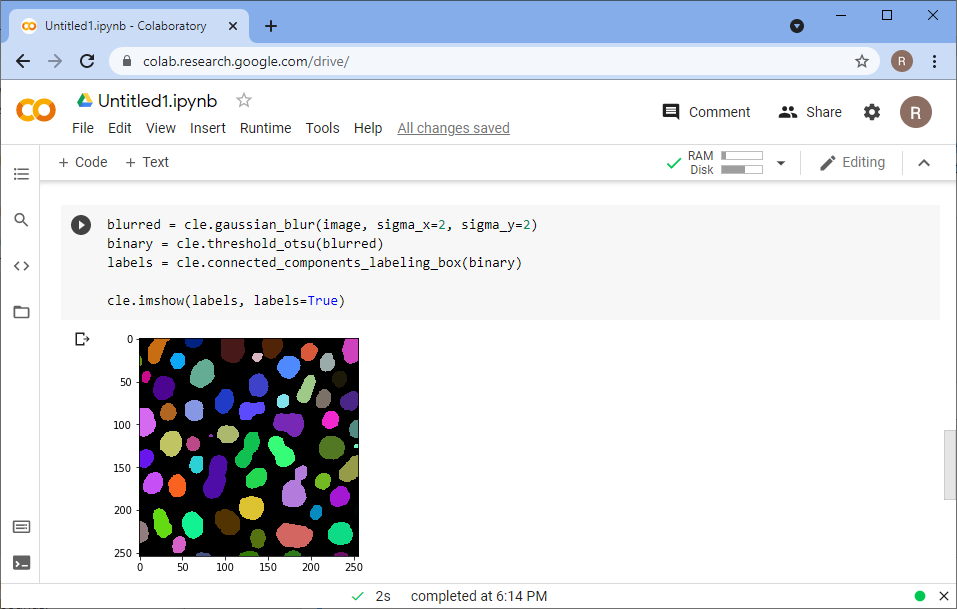 Untitled1.ipynb - Colaboratory
colab.research.google.com/drive/
R
Untitled1.ipynb
Comment
Share
R
File Edit View Insert Runtime Tools Help All changes saved
+ Code + Text
RAM
Disk
Editing
blurred = cle.gaussian_blur(image, sigma_x=2, sigma_y=2)
binary = cle.threshold_otsu(blurred)
labels = cle.connected_components_labeling_box(binary)
cle.imshow(labels, labels=True)
0
50
100
150
200
250
0 50 100 150 200 250
2s completed at 6:14 PM